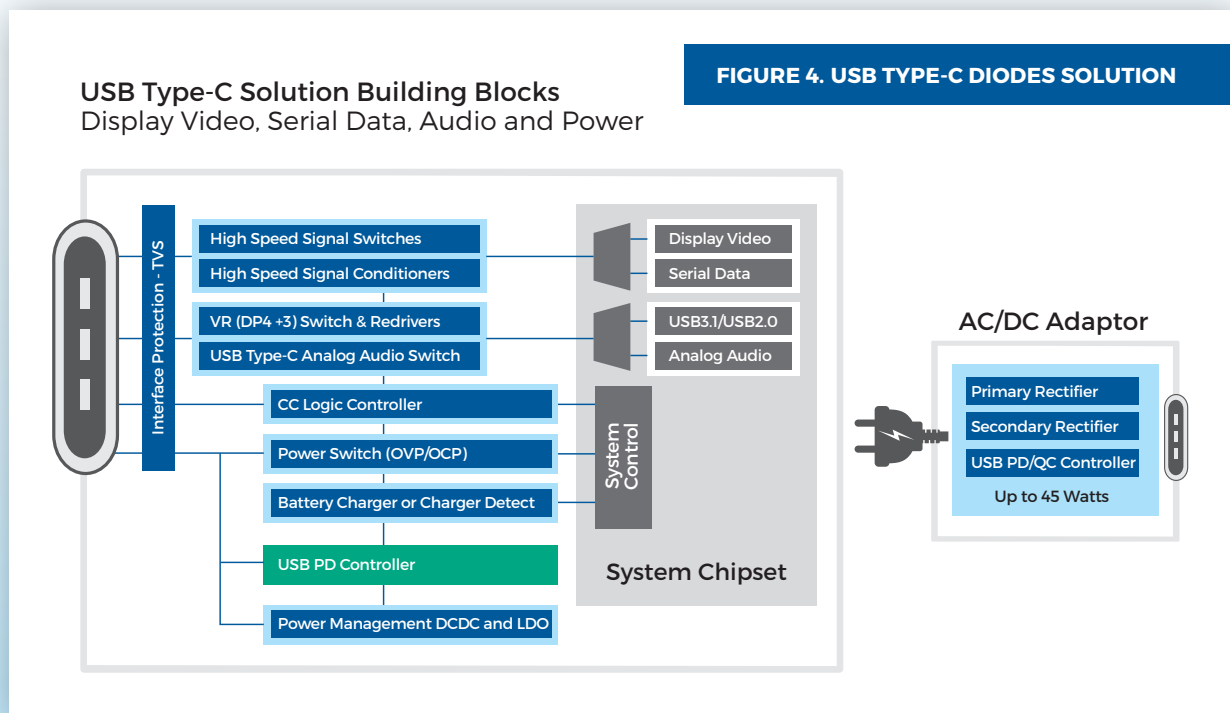 FIGURE 4. USB TYPE-C DIODES SOLUTION
USB Type-C Solution Building Blocks
Display Video, Serial Data, Audio and Power
Interface Protection - TVS
High Speed Signal Switches
High Speed Signal Conditioners
VR (DP4 +3) Switch & Redrivers
USB Type-C Analog Audio Switch
CC Logic Controller
Power Switch (OVP/OCP)
Battery Charger or Charger Detect
USB PD Controller
Power Management DCDC and LDO
Display Video
Serial Data
USB3.1/USB2.0
Analog Audio
System
Control
System Chipset
AC/DC Adaptor
Primary Rectifier
Secondary Rectifier
USB PD/QC Controller
Up to 45 Watts